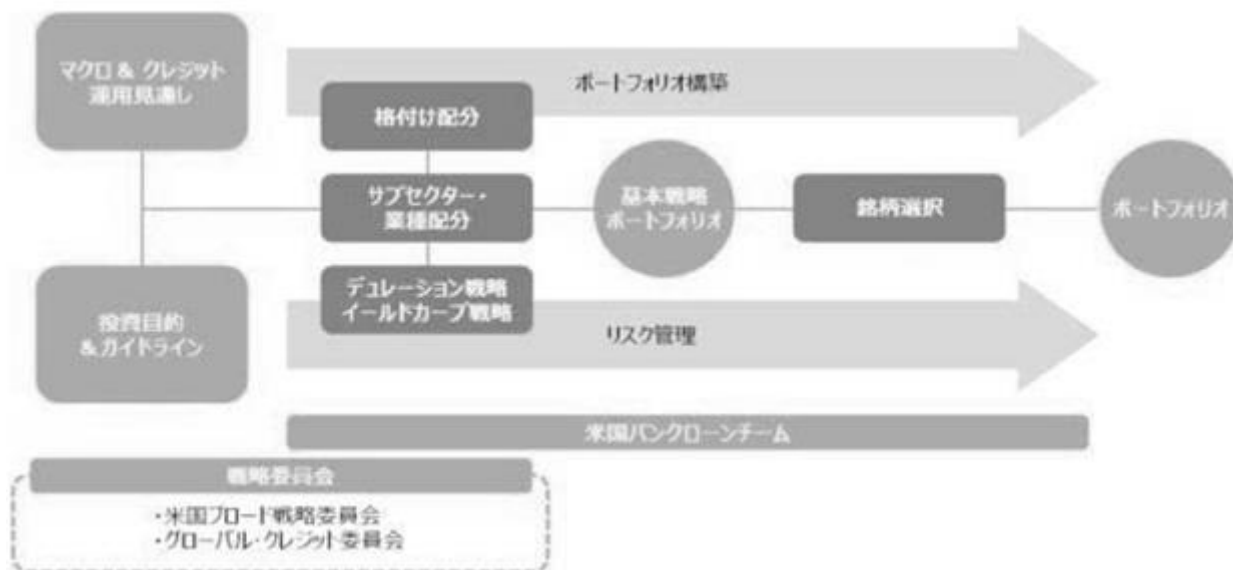 マクロ & クレジット
運用見通し
ポートフォリオ構築
格付け配分
サブセクター・
業種配分
基本戦略
ポートフォリオ
銘柄選択
ポートフォリオ
デュレーション戦略
イールドカーブ戦略
投資目的
&ガイドライン
リスク管理
米国バンクローンチーム
戦略委員会
・米国ブロード戦略委員会
・グローバル・クレジット委員会